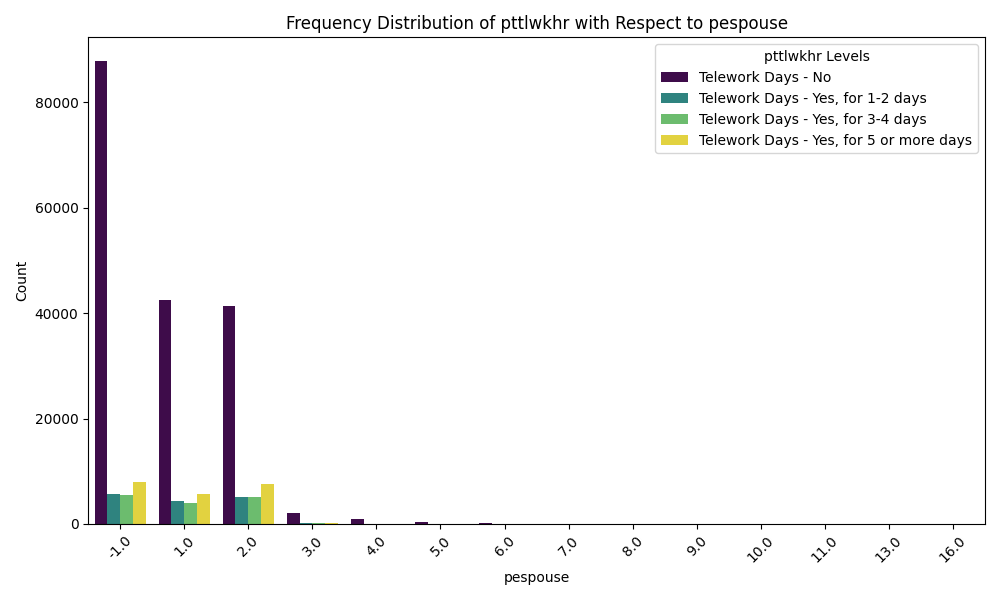 Frequency Distribution of pttlwkhr with Respect to pespouse
pttlwkhr Levels
Telework Days - No
Telework Days - Yes, for 1-2 days
Telework Days - Yes, for 3-4 days
Telework Days - Yes, for 5 or more days
Count
80000
60000
40000
20000
0
-1.0 1.0 2.0 3.0 4.0 5.0 6.0 7.0 8.0 9.0 10.0 11.0 13.0 16.0
pespouse